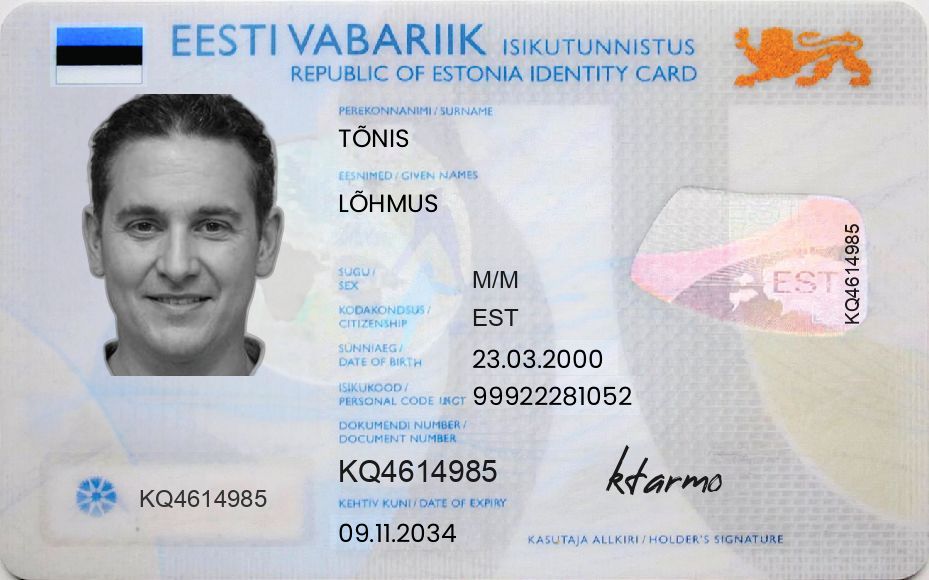 EESTI VABARIIK ISIKUTUNNISTUS
REPUBLIC OF ESTONIA IDENTITY CARD
PEREKONNANIMI / SURNAME
TÕNIS
EESNIMED / GIVEN NAMES
LÕHMUS
SUGU /
SEX
M/M
KODAKONDSUS /
CITIZENSHIP
EST
SÜNNIAEG /
DATE OF BIRTH
23.03.2000
ISIKUKOOD /
PERSONAL CODE
99922281052
DOKUMENDI NUMBER /
DOCUMENT NUMBER
KQ4614985
KEHTIV KUNI / DATE OF EXPIRY
09.11.2034
KQ4614985
EST
KQ4614985
ktarmo
KASUTAJA ALLKIRI / HOLDER'S SIGNATURE